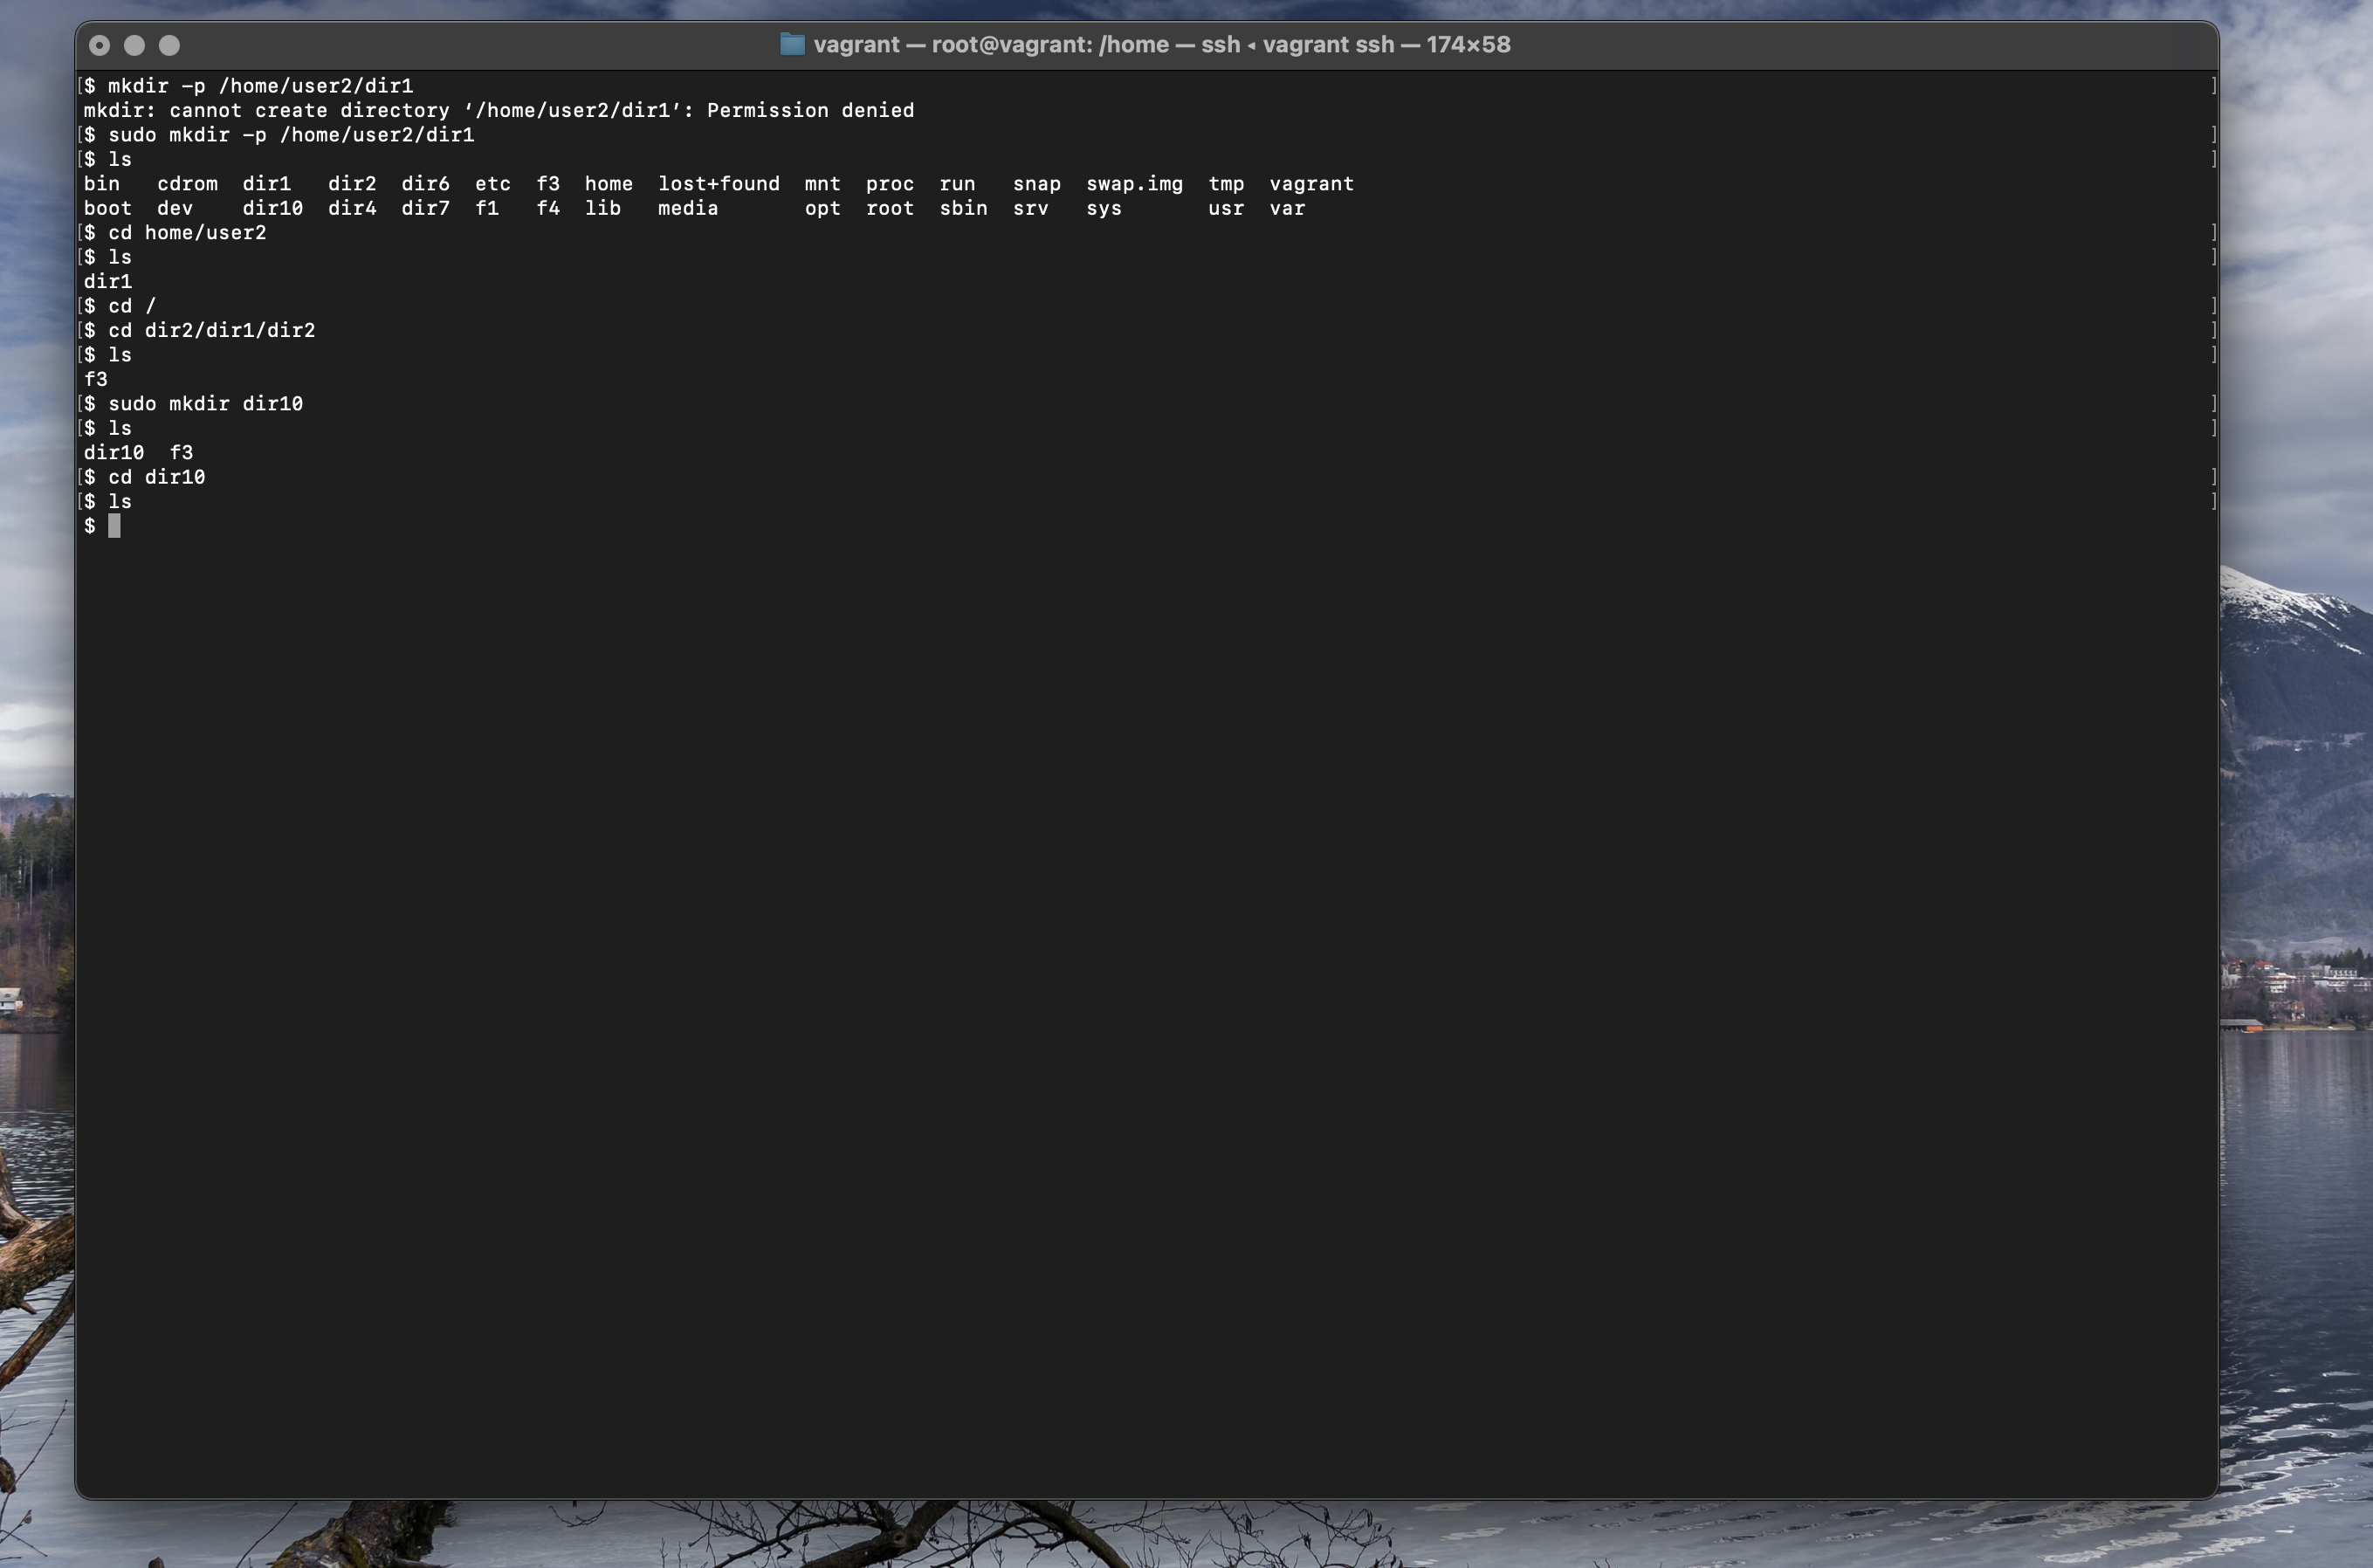 vagrant — root@vagrant: /home — ssh ◂ vagrant ssh — 174×58
[$ mkdir -p /home/user2/dir1 ]
mkdir: cannot create directory ‘/home/user2/dir1’: Permission denied
[$ sudo mkdir -p /home/user2/dir1 ]
[$ ls ]
bin cdrom dir1 dir2 dir6 etc f3 home lost+found mnt proc run snap swap.img tmp vagrant
boot dev dir10 dir4 dir7 f1 f4 lib media opt root sbin srv sys usr var
[$ cd home/user2 ]
[$ ls ]
dir1
[$ cd / ]
[$ cd dir2/dir1/dir2 ]
[$ ls ]
f3
[$ sudo mkdir dir10 ]
[$ ls ]
dir10 f3
[$ cd dir10 ]
[$ ls ]
$